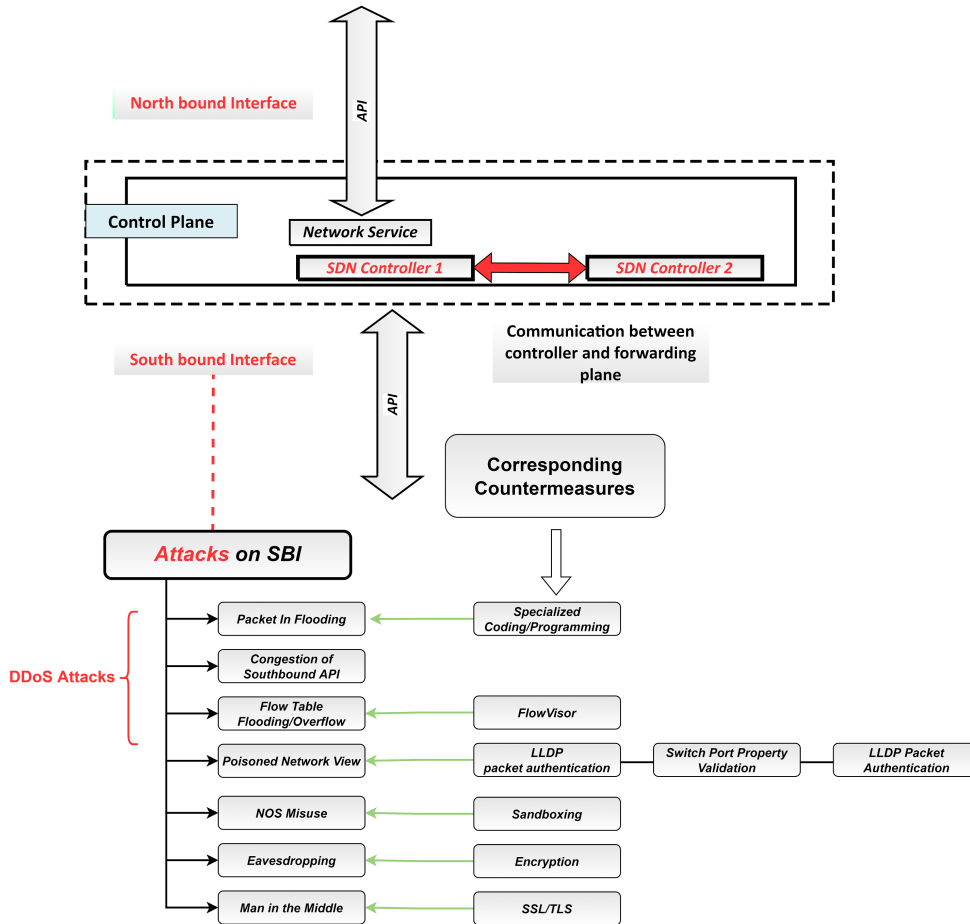 North bound Interface
API
Control Plane
Network Service
SDN Controller 1
SDN Controller 2
South bound Interface
API
Communication between
controller and forwarding
plane
Corresponding
Countermeasures
Attacks on SBI
DDoS Attacks
Packet In Flooding
Specialized
Coding/Programming
Congestion of
Southbound API
Flow Table
Flooding/Overflow
FlowVisor
Poisoned Network View
LLDP
packet authentication
Switch Port Property
Validation
LLDP Packet
Authentication
NOS Misuse
Sandboxing
Eavesdropping
Encryption
Man in the Middle
SSL/TLS